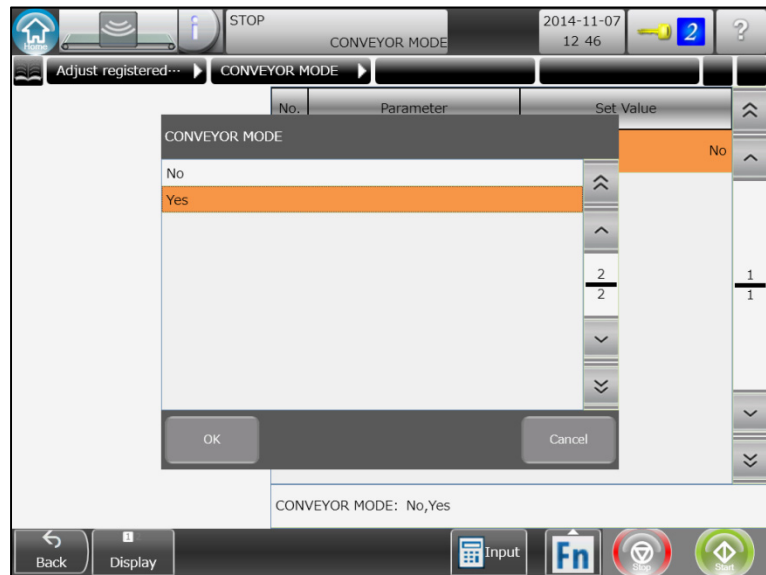 STOP
CONVEYOR MODE
2014-11-07
12 46
2
?
Home
i
Adjust registered…
CONVEYOR MODE
No.
Parameter
Set Value
No
CONVEYOR MODE
No
Yes
2
2
1
1
OK
Cancel
CONVEYOR MODE: No,Yes
Back
1
Display
Input
Fn
Stop
Start